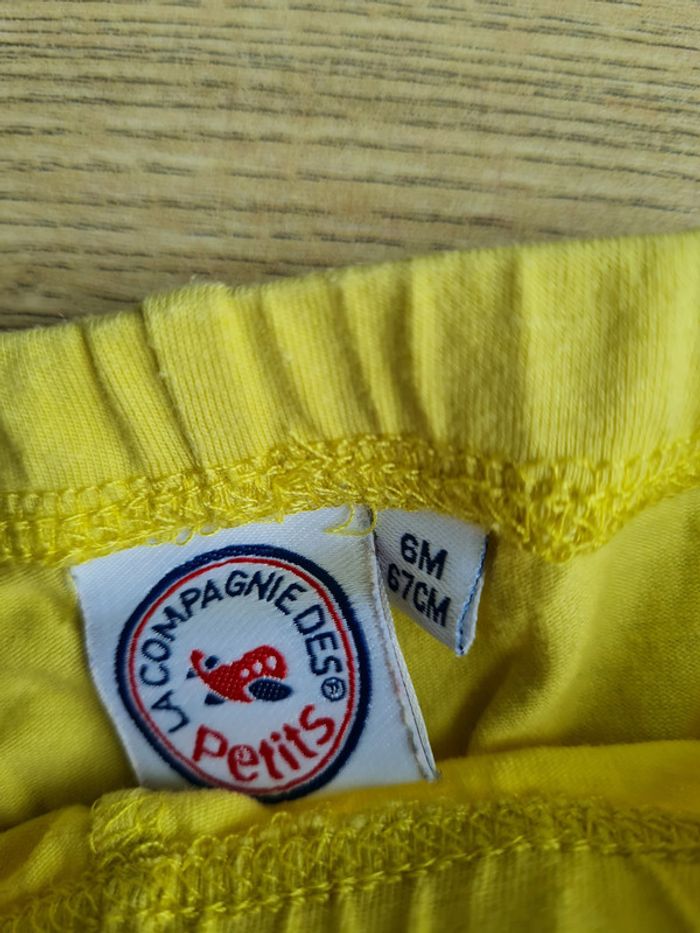 LA COMPAGNIE DES®
Petits
6M
67CM